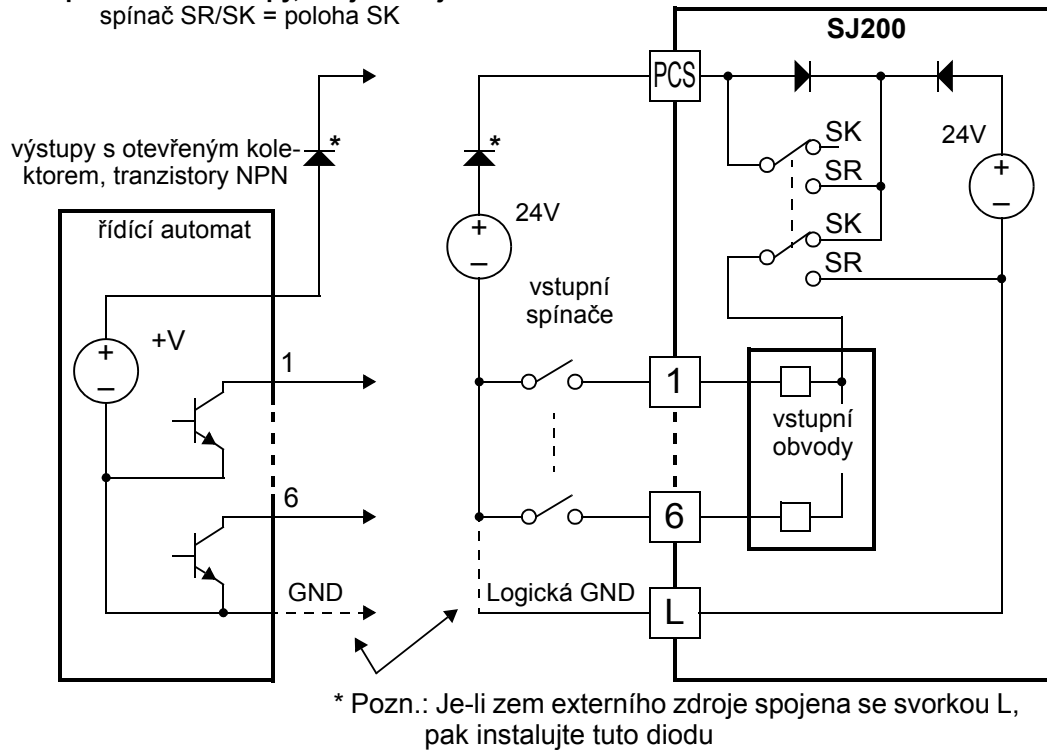 spínač SR/SK = poloha SK
SJ200
PCS
*
*
výstupy s otevřeným kole-
ktorem, tranzistory NPN
SK
SR
24V
+
–
24V
+
–
SK
SR
řídící automat
vstupní
spínače
+V
+
–
1
1
vstupní
obvody
6
6
GND
Logická GND
L
* Pozn.: Je-li zem externího zdroje spojena se svorkou L,
pak instalujte tuto diodu